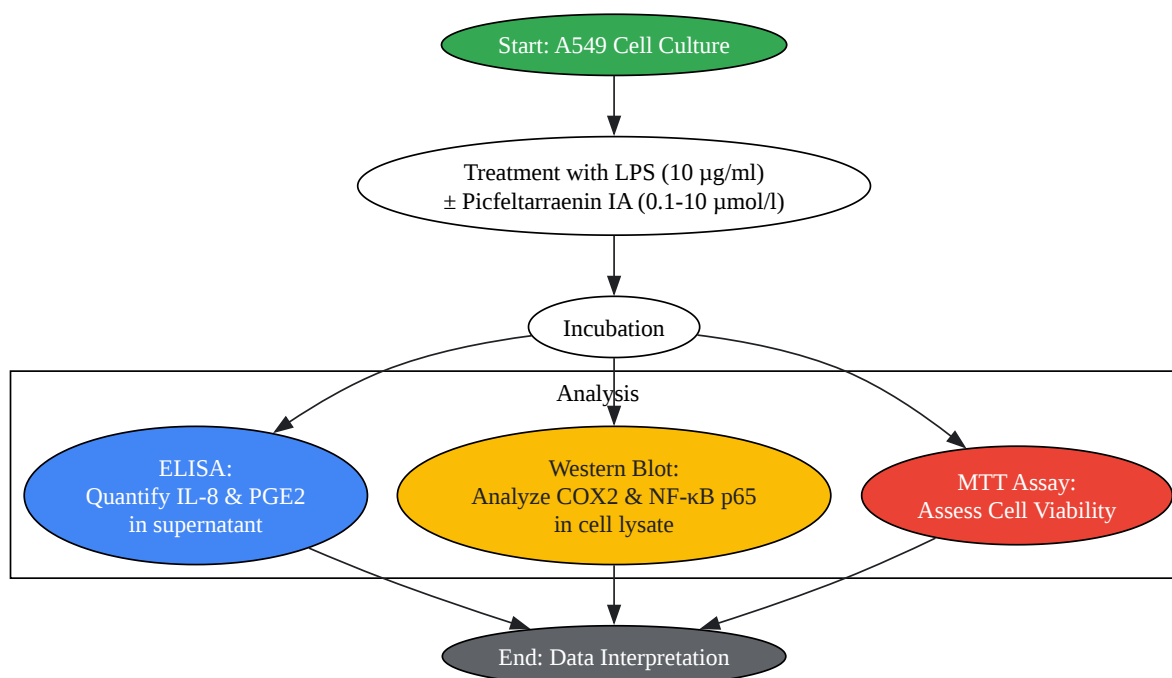 Start: A549 Cell Culture
Treatment with LPS (10 µg/ml)
± Picfeltarraenin IA (0.1-10 µmol/l)
Incubation
Analysis
ELISA:
Quantify IL-8 & PGE2
in supernatant
Western Blot:
Analyze COX2 & NF-κB p65
in cell lysate
MTT Assay:
Assess Cell Viability
End: Data Interpretation